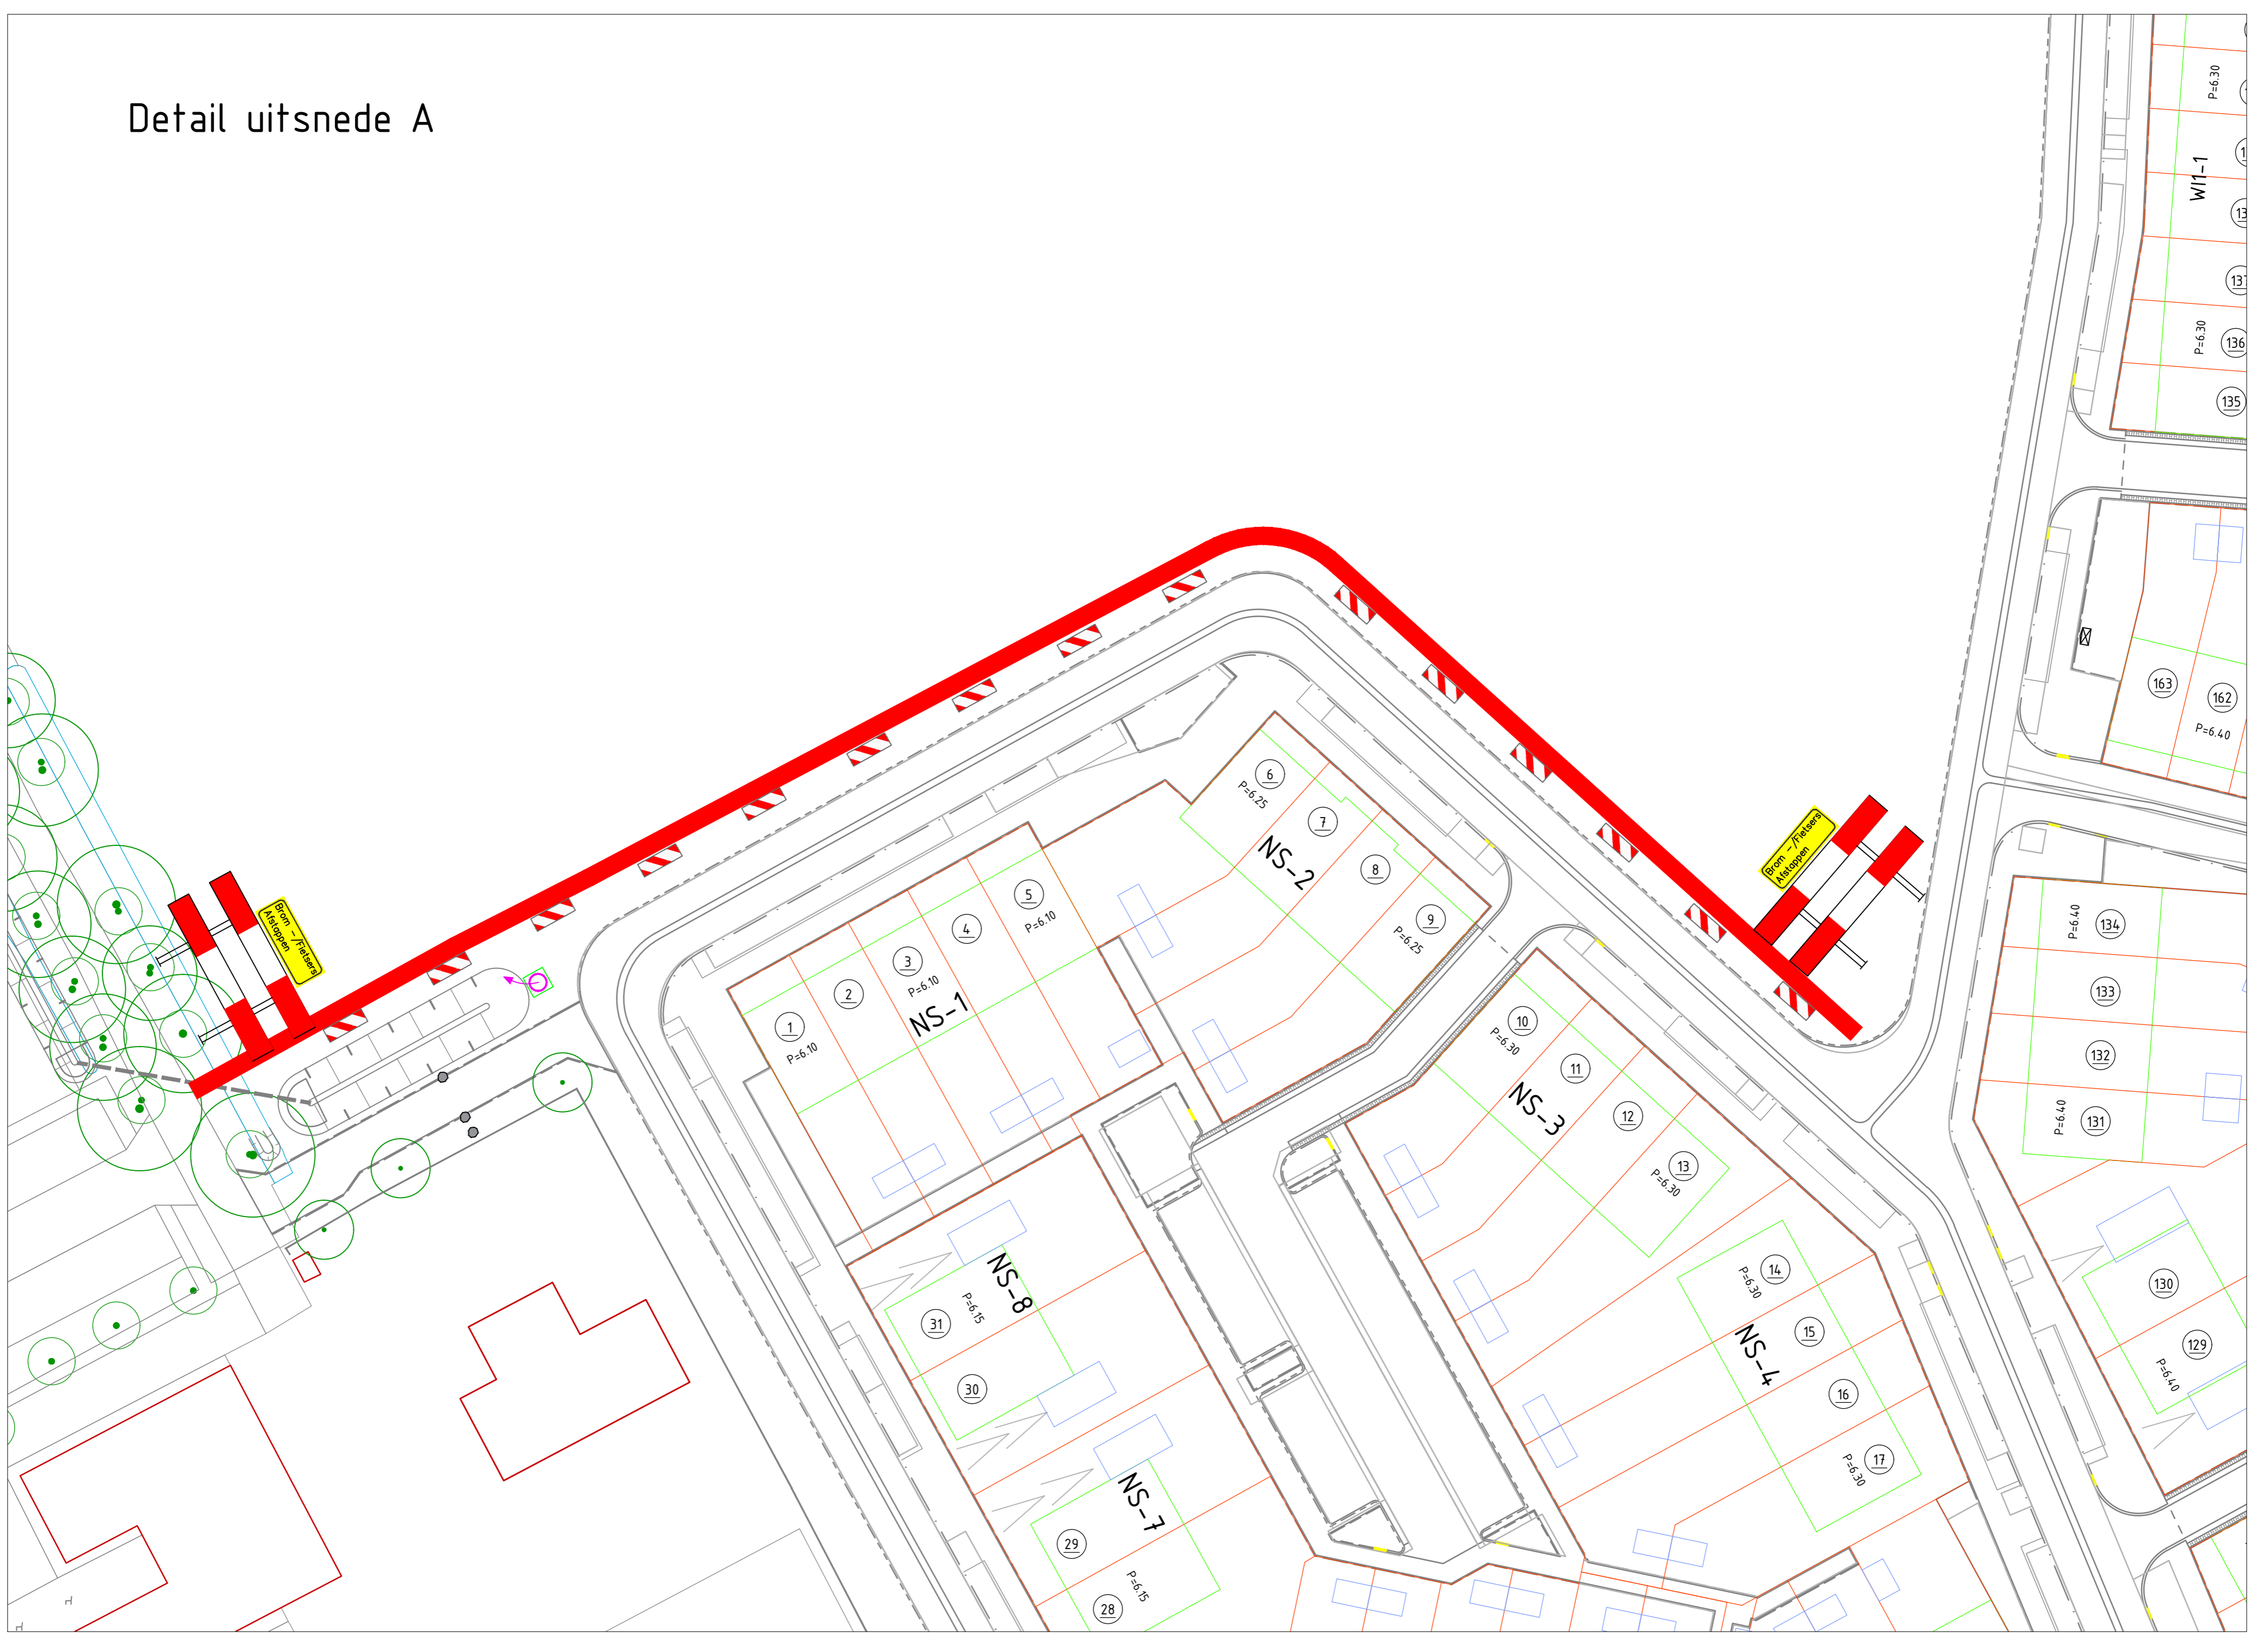 Detail uitsnede A
P=6.30
WI1-1
P=6.30
136
135
163
162
P=6.40
Brom -/Fietsers
Afstappen
Brom -/Fietsers
Afstappen
6
P=6.25
7
NS-2
8
9
P=6.25
5
P=6.10
4
3
P=6.10
NS-1
2
1
P=6.10
10
P=6.30
11
NS-3
12
13
P=6.30
P=6.40
134
133
132
P=6.40
131
14
P=6.30
15
NS-4
16
17
P=6.30
130
129
P=6.40
NS-8
P=6.15
31
30
NS-7
29
P=6.15
28